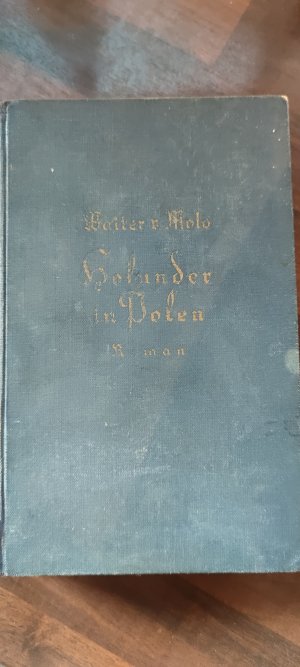 Walter v. Molo
Holunder
in Polen
Roman